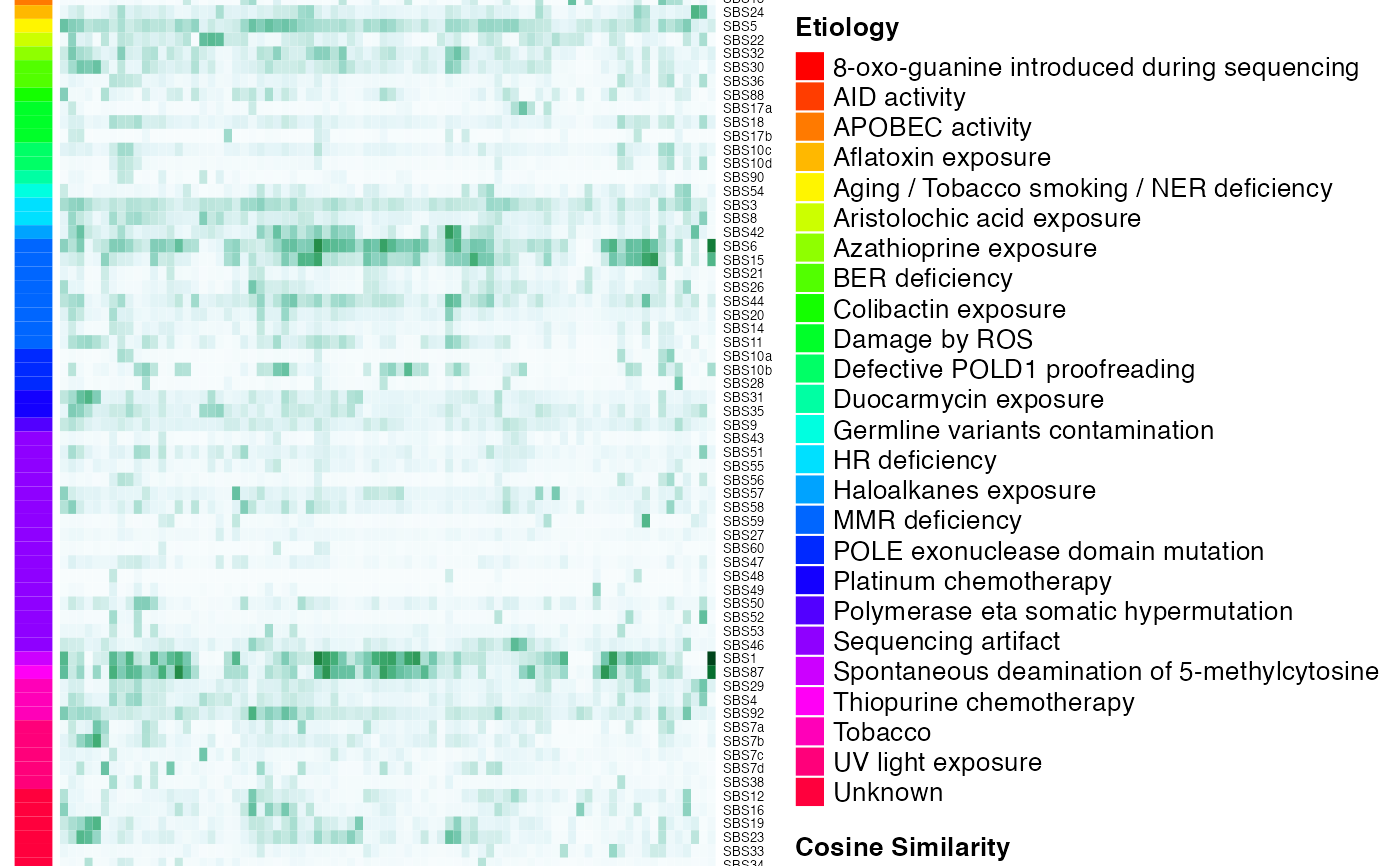 SBS24
SBS5
SBS22
SBS32
SBS30
SBS36
SBS88
SBS17a
SBS18
SBS17b
SBS10c
SBS10d
SBS90
SBS54
SBS3
SBS8
SBS42
SBS6
SBS15
SBS21
SBS26
SBS44
SBS20
SBS14
SBS11
SBS10a
SBS10b
SBS28
SBS31
SBS35
SBS9
SBS43
SBS51
SBS55
SBS56
SBS57
SBS58
SBS59
SBS27
SBS60
SBS47
SBS48
SBS49
SBS50
SBS52
SBS53
SBS46
SBS1
SBS87
SBS29
SBS4
SBS92
SBS7a
SBS7b
SBS7c
SBS7d
SBS38
SBS12
SBS16
SBS19
SBS23
SBS33
SBS34
Etiology
8-oxo-guanine introduced during sequencing
AID activity
APOBEC activity
Aflatoxin exposure
Aging / Tobacco smoking / NER deficiency
Aristolochic acid exposure
Azathioprine exposure
BER deficiency
Colibactin exposure
Damage by ROS
Defective POLD1 proofreading
Duocarmycin exposure
Germline variants contamination
HR deficiency
Haloalkanes exposure
MMR deficiency
POLE exonuclease domain mutation
Platinum chemotherapy
Polymerase eta somatic hypermutation
Sequencing artifact
Spontaneous deamination of 5-methylcytosine
Thiopurine chemotherapy
Tobacco
UV light exposure
Unknown
Cosine Similarity